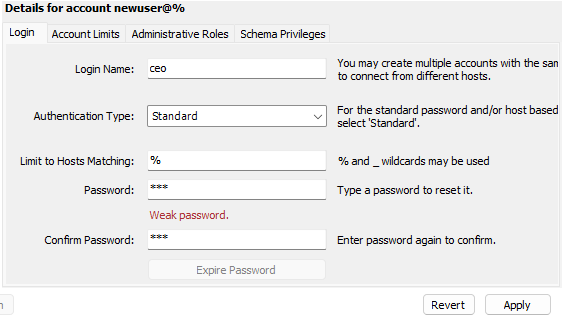 Details for account newuser@%
Login Account Limits Administrative Roles Schema Privileges
Login Name: ceo You may create multiple accounts with the sam
to connect from different hosts.
Authentication Type: Standard For the standard password and/or host based
select 'Standard'.
Limit to Hosts Matching: % % and _ wildcards may be used
Password: *** Type a password to reset it.
Weak password.
Confirm Password: *** Enter password again to confirm.
Expire Password
Revert Apply